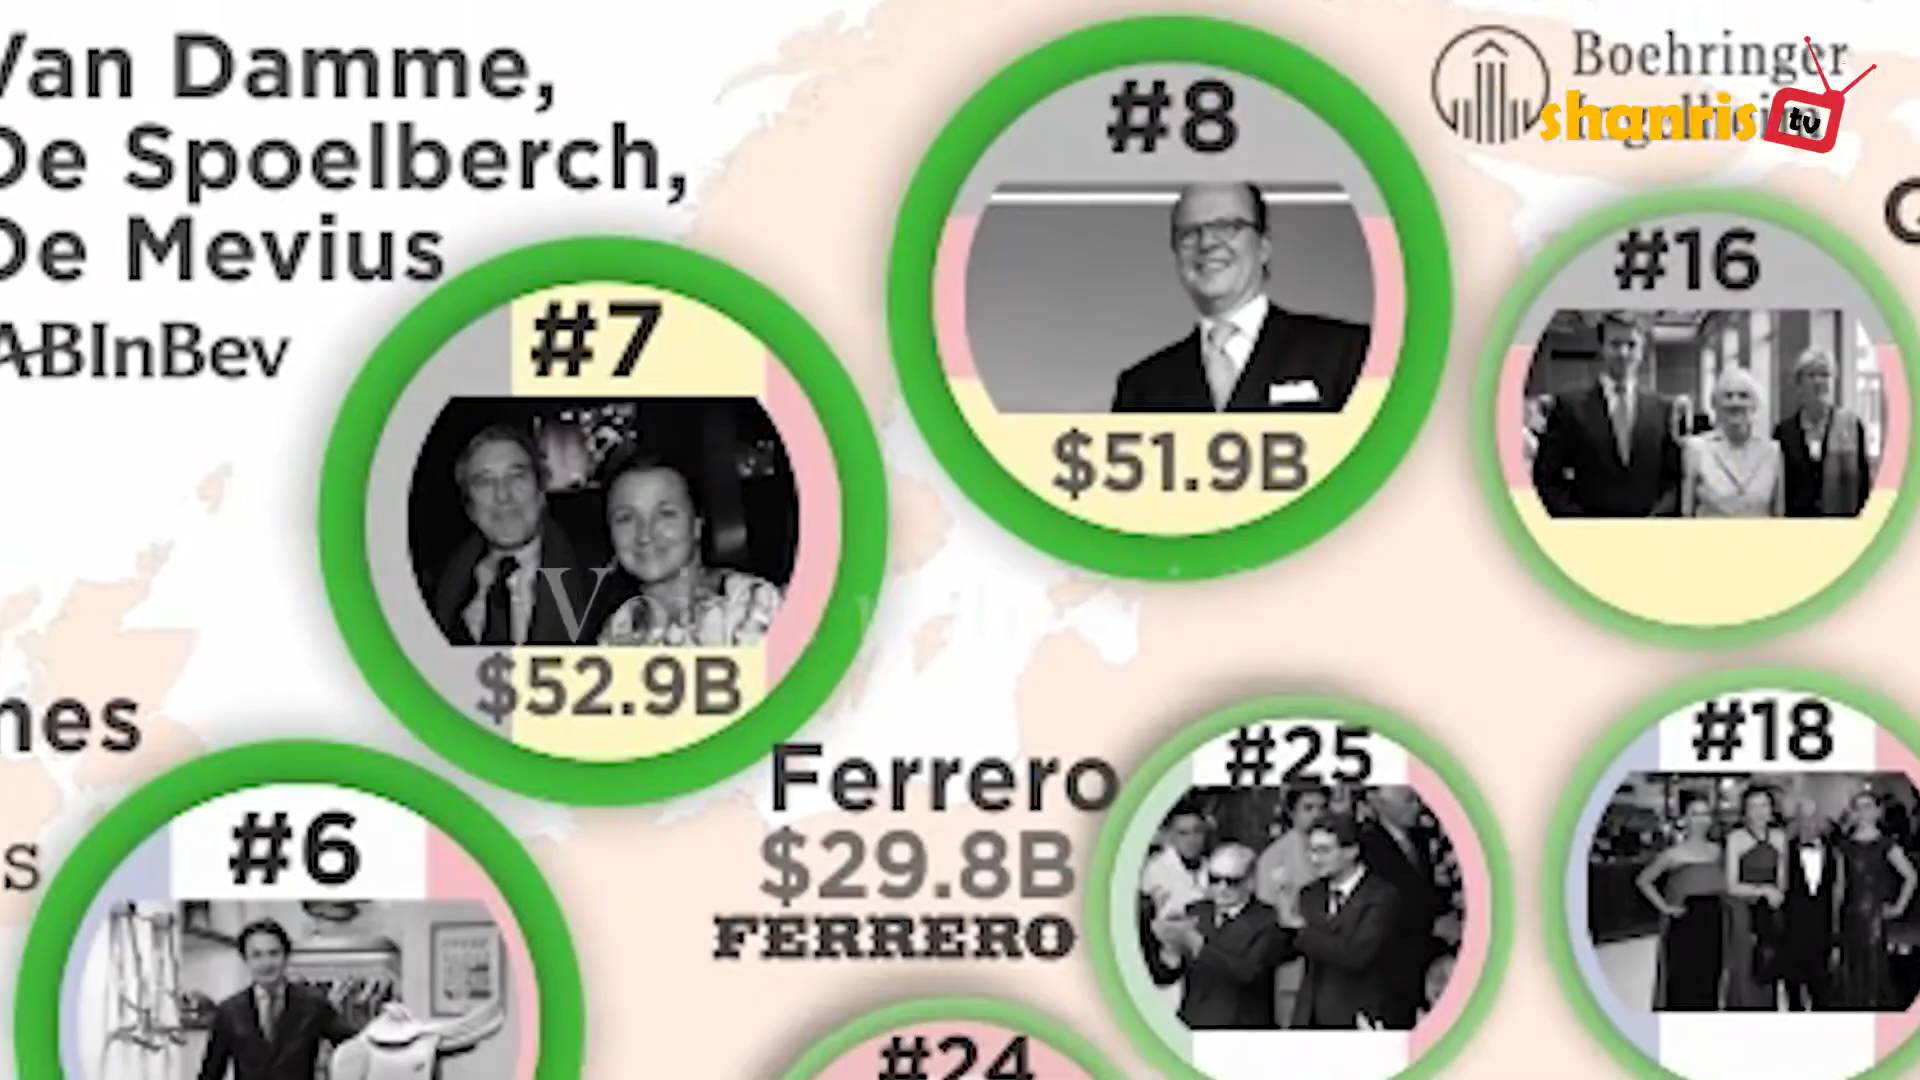 Van Damme,
De Spoelberch,
De Mevius
ABInBev
#7
$52.9B
#8
$51.9B
Boehringer
shanris tv
#16
#6
Ferrero
$29.8B
FERRERO
#25
#18
#24